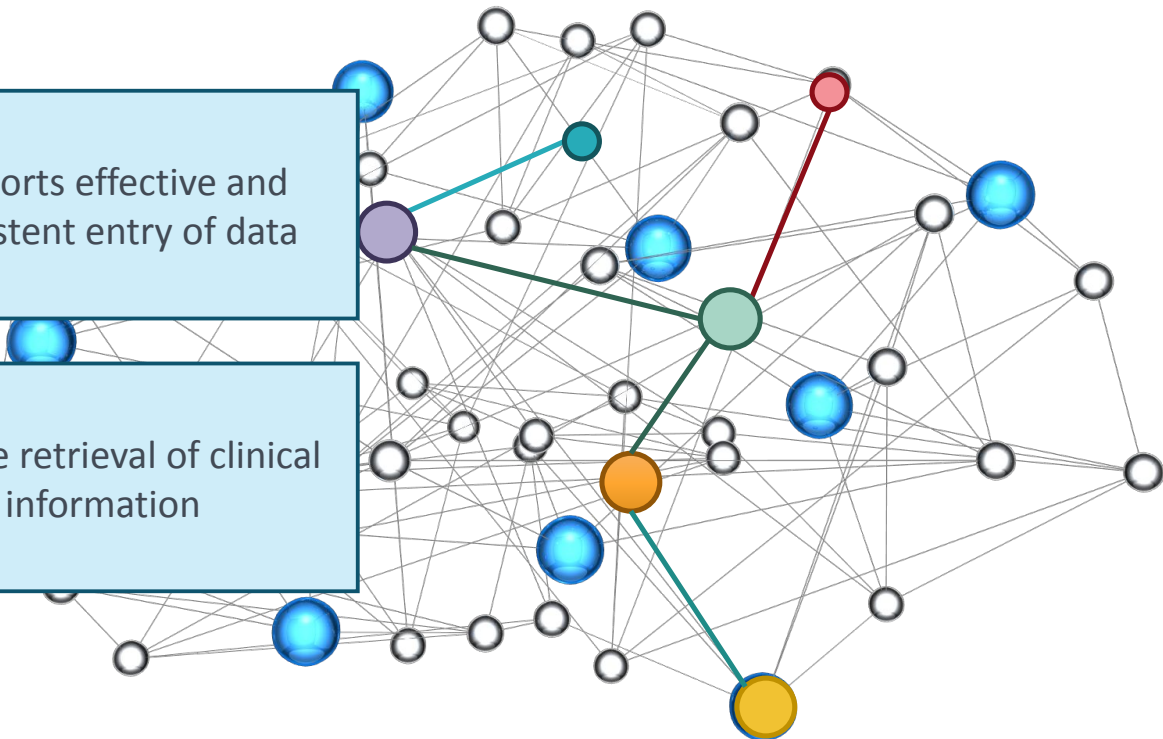 orts effective and
stent entry of data
e retrieval of clinical
information